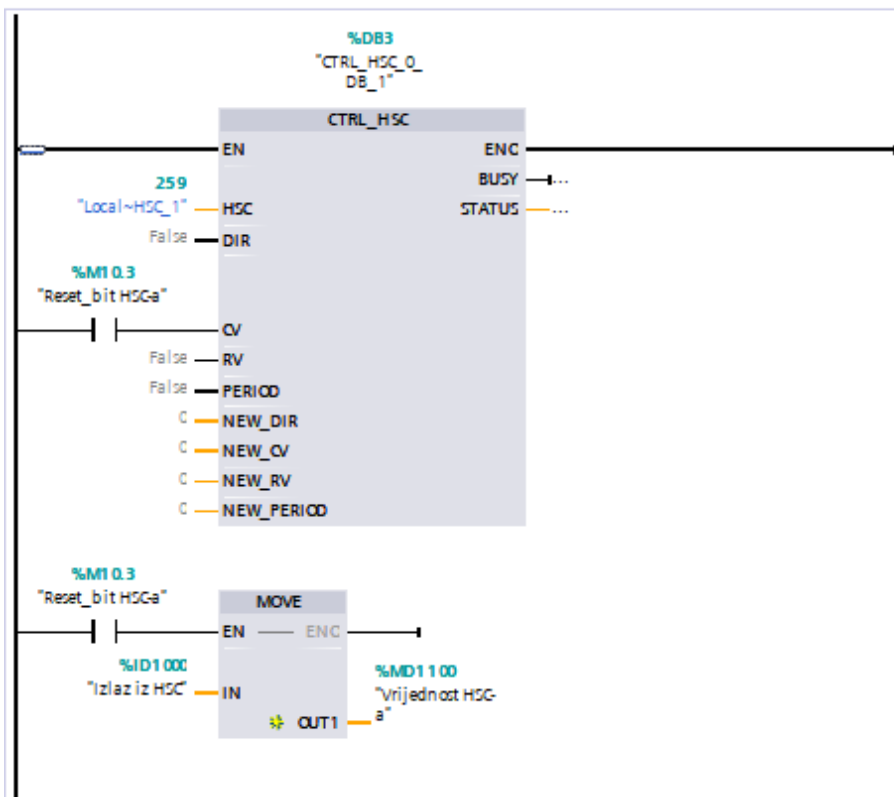 %DB3
"CTRL_HSC_0_
DB_1"
CTRL_HSC
EN ENO
BUSY ...
259
"Local~HSC_1" HSC STATUS ...
False DIR
%M10.3
"Reset_bit HSC-a"
CV
False RV
False PERIOD
0 NEW_DIR
0 NEW_CV
0 NEW_RV
0 NEW_PERIOD
%M10.3
"Reset_bit HSC-a"
MOVE
EN ENO
%ID1000
"Izlaz iz HSC" IN
%MD1100
"Vrijednost HSC-
a"
OUT1